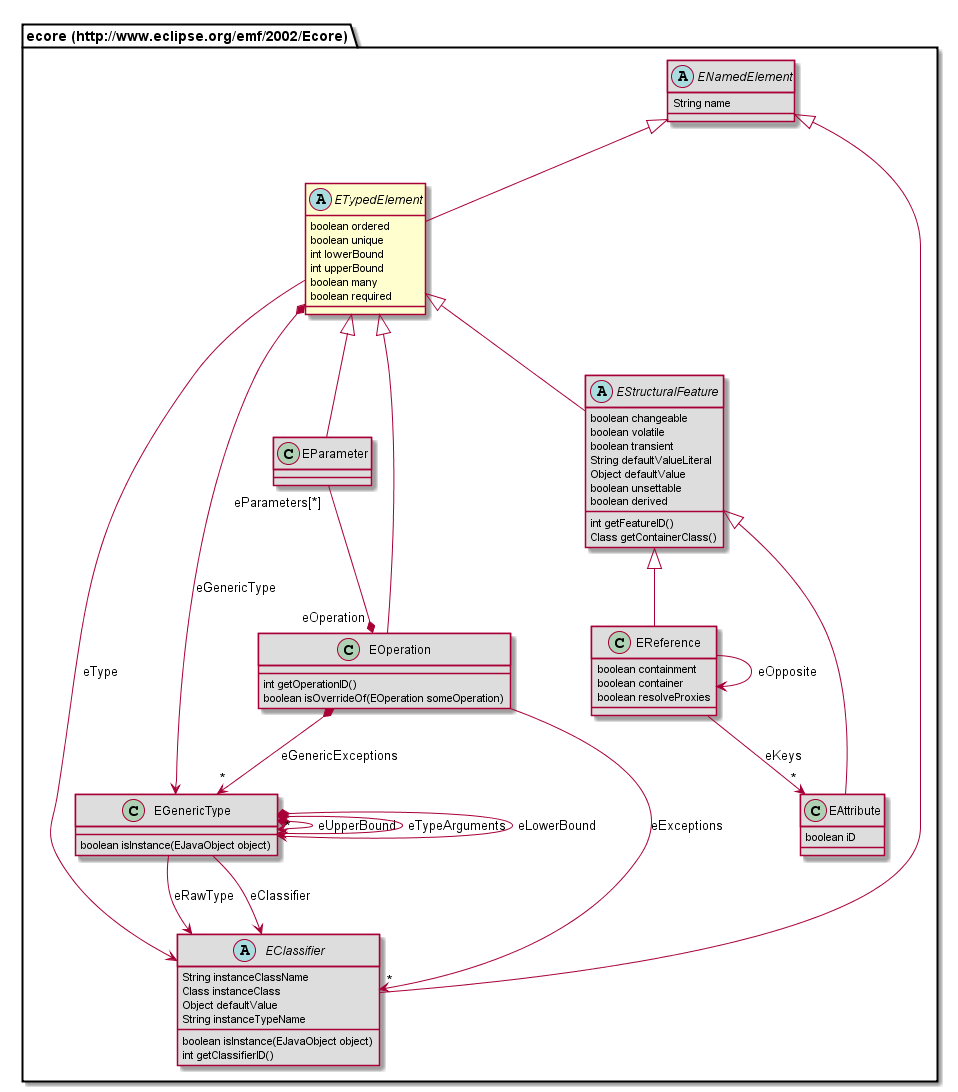 ecore (http://www.eclipse.org/emf/2002/Ecore)
A ENamedElement
String name
A ETypedElement
boolean ordered
boolean unique
int lowerBound
int upperBound
boolean many
boolean required
A EStructuralFeature
boolean changeable
boolean volatile
boolean transient
String defaultValueLiteral
Object defaultValue
boolean unsettable
boolean derived
int getFeatureID()
Class getContainerClass()
C EParameter
eParameters[*]
eGenericType
eOperation
C EOperation
int getOperationID()
boolean isOverrideOf(EOperation someOperation)
C EReference
boolean containment
boolean container
boolean resolveProxies
eOpposite
eType
eGenericExceptions
*
eKeys
*
C EGenericType
boolean isInstance(EJavaObject object)
*
eUpperBound
eTypeArguments
eLowerBound
eExceptions
C EAttribute
boolean iD
eRawType
eClassifier
A EClassifier
String instanceClassName
Class instanceClass
Object defaultValue
String instanceTypeName
boolean isInstance(EJavaObject object)
int getClassifierID()
*